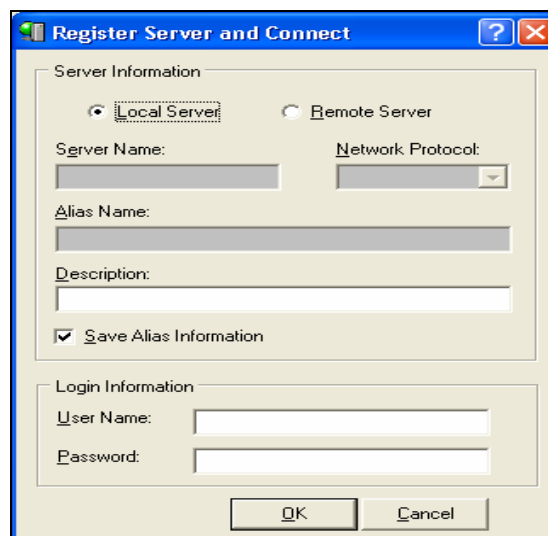 Register Server and Connect
Server Information
Local Server Remote Server
Server Name: Network Protocol:
Alias Name:
Description:
Save Alias Information
Login Information
User Name:
Password:
OK Cancel